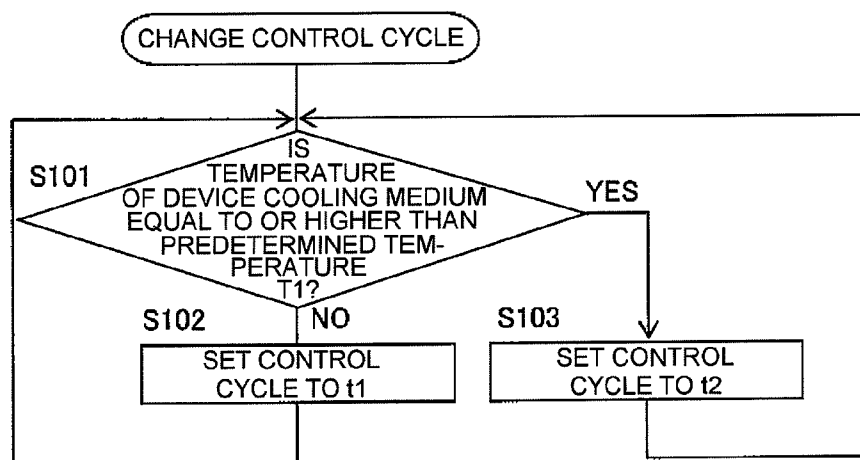 CHANGE CONTROL CYCLE
S101
IS
TEMPERATURE
OF DEVICE COOLING MEDIUM
EQUAL TO OR HIGHER THAN
PREDETERMINED TEM-
PERATURE
T1?
YES
S102
NO
SET CONTROL
CYCLE TO t1
S103
SET CONTROL
CYCLE TO t2